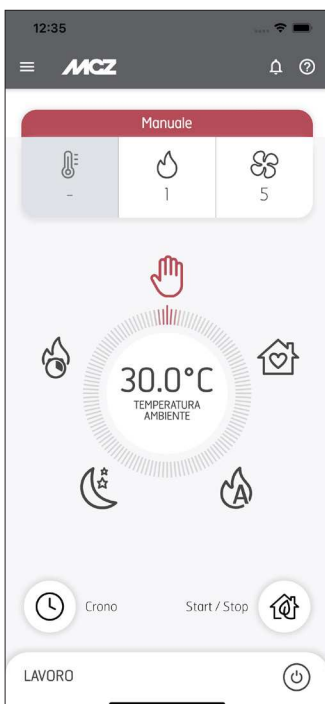 12:35
MCZ
Manuale
-
1
5
30.0°C
TEMPERATURA
AMBIENTE
A
Crono
Start / Stop
LAVORO